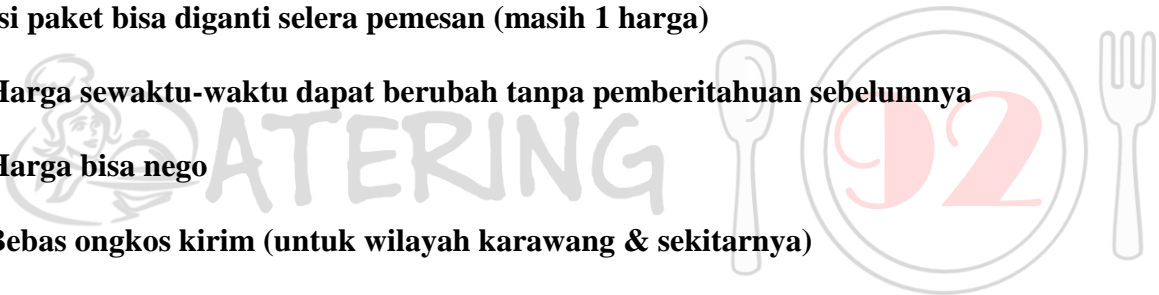 si paket bisa diganti selera pemesan (masih 1 harga)
Harga sewaktu-waktu dapat berubah tanpa pemberitahuan sebelumnya
Harga bisa nego
Bebas ongkos kirim (untuk wilayah karawang & sekitarnya)
ATERING 92